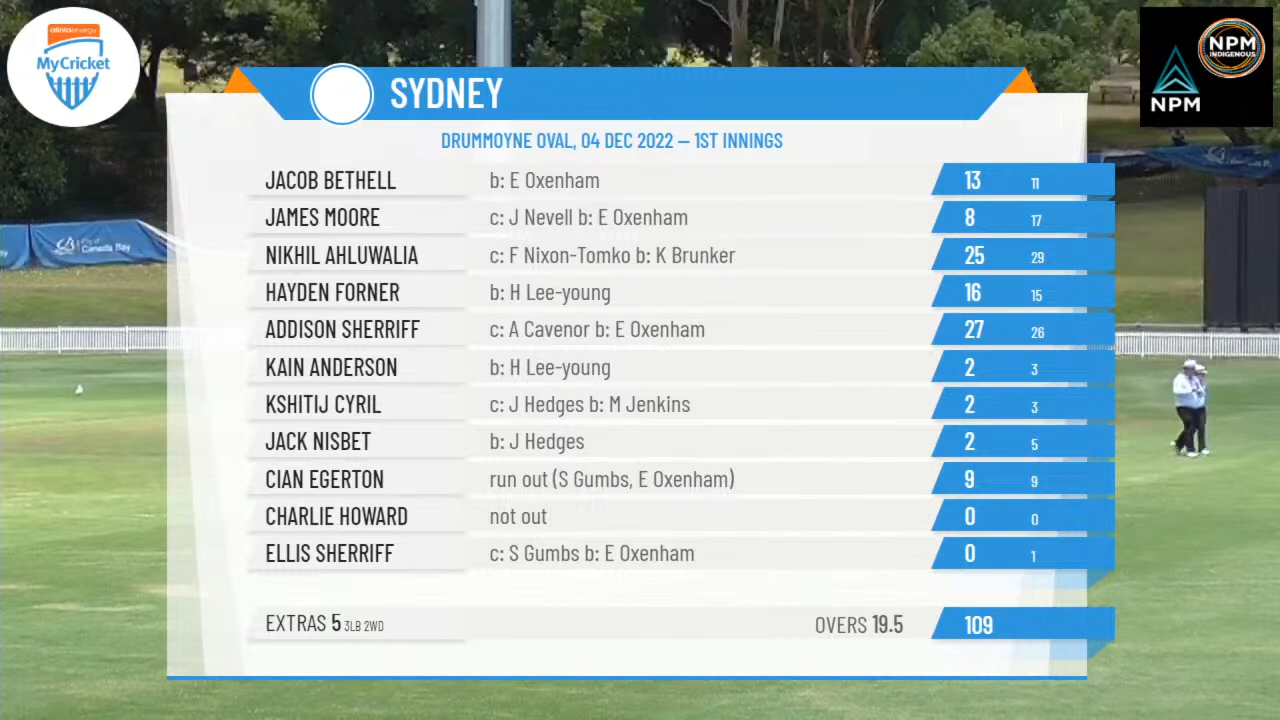 alintaenergy
MyCricket
NPM
NPM
INDIGENOUS
SYDNEY
DRUMMOYNE OVAL, 04 DEC 2022 – 1ST INNINGS
JACOB BETHELL b: E Oxenham 13 11
JAMES MOORE c: J Nevell b: E Oxenham 8 17
NIKHIL AHLUWALIA c: F Nixon-Tomko b: K Brunker 25 29
HAYDEN FORNER b: H Lee-young 16 15
ADDISON SHERRIFF c: A Cavenor b: E Oxenham 27 26
KAIN ANDERSON b: H Lee-young 2 3
KSHITIJ CYRIL c: J Hedges b: M Jenkins 2 3
JACK NISBET b: J Hedges 2 5
CIAN EGERTON run out (S Gumbs, E Oxenham) 9 9
CHARLIE HOWARD not out 0 0
ELLIS SHERRIFF c: S Gumbs b: E Oxenham 0 1
EXTRAS 5 3LB 2WD OVERS 19.5 109
Canada Bay